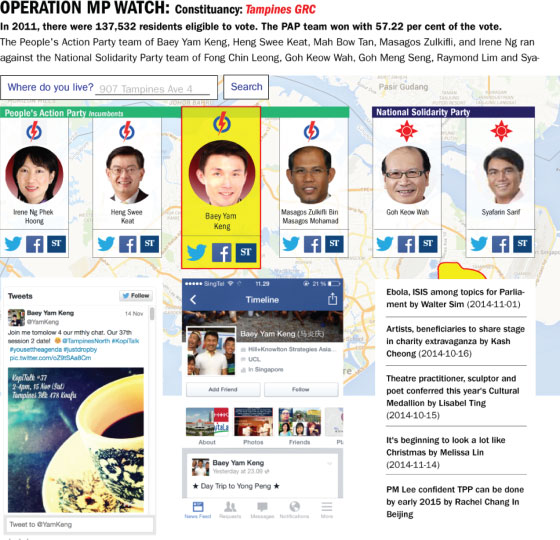 OPERATION MP WATCH: Constituancy: Tampines GRC
In 2011, there were 137,532 residents eligible to vote. The PAP team won with 57.22 per cent of the vote.
The People's Action Party team of Baey Yam Keng, Heng Swee Keat, Mah Bow Tan, Masagos Zulkifli, and Irene Ng ran
against the National Solidarity Party team of Fong Chin Leong, Goh Keow Wah, Goh Meng Seng, Raymond Lim and Sya-
Where do you live? 907 Tampines Ave 4
Search
Pasir Gudang
People's Action Party Incumbents
National Solidarity Party
Irene Ng Phek
Hoong
Heng Swee
Keat
Baey Yam
Keng
Masagos Zulkifli Bin
Masagos Mohamad
Goh Keow Wah
Syafarin Sarif
ST
ST
ST
ST
ST
ST
Tweets
Follow
Baey Yam Keng
@YamKeng
14 Nov
Join me tomolow 4 our mthly chat. Our 37th
session 2 date! @TampinesNorth #KopiTalk
#yousettheagenda #justdropby
pic.twitter.com/oZ9tSAa8Cm
KopiTalk #37
2-4pm, 15 Nov (Sat)
Tampines Blk 478 Koufu
Tweet to @YamKeng
SingTel
11.29
21 %
Timeline
Baey Yam Keng (马炎庆)
Hill+Knowlton Strategies Asia...
UCL
In Singapore
Add Friend
Follow
About
Photos
Friends
Baey Yam Keng
Yesterday at 23.08
★ Day Trip to Yong Peng ★
News Feed
Requests
Messages
Notifications
More
Ebola, ISIS among topics for Parlia-
ment by Walter Sim (2014-11-01)
Artists, beneficiaries to share stage
in charity extravaganza by Kash
Cheong (2014-10-16)
Theatre practitioner, sculptor and
poet conferred this year's Cultural
Medallion by Lisabel Ting
(2014-10-15)
It's beginning to look a lot like
Christmas by Melissa Lin
(2014-11-14)
PM Lee confident TPP can be done
by early 2015 by Rachel Chang In
Beijing